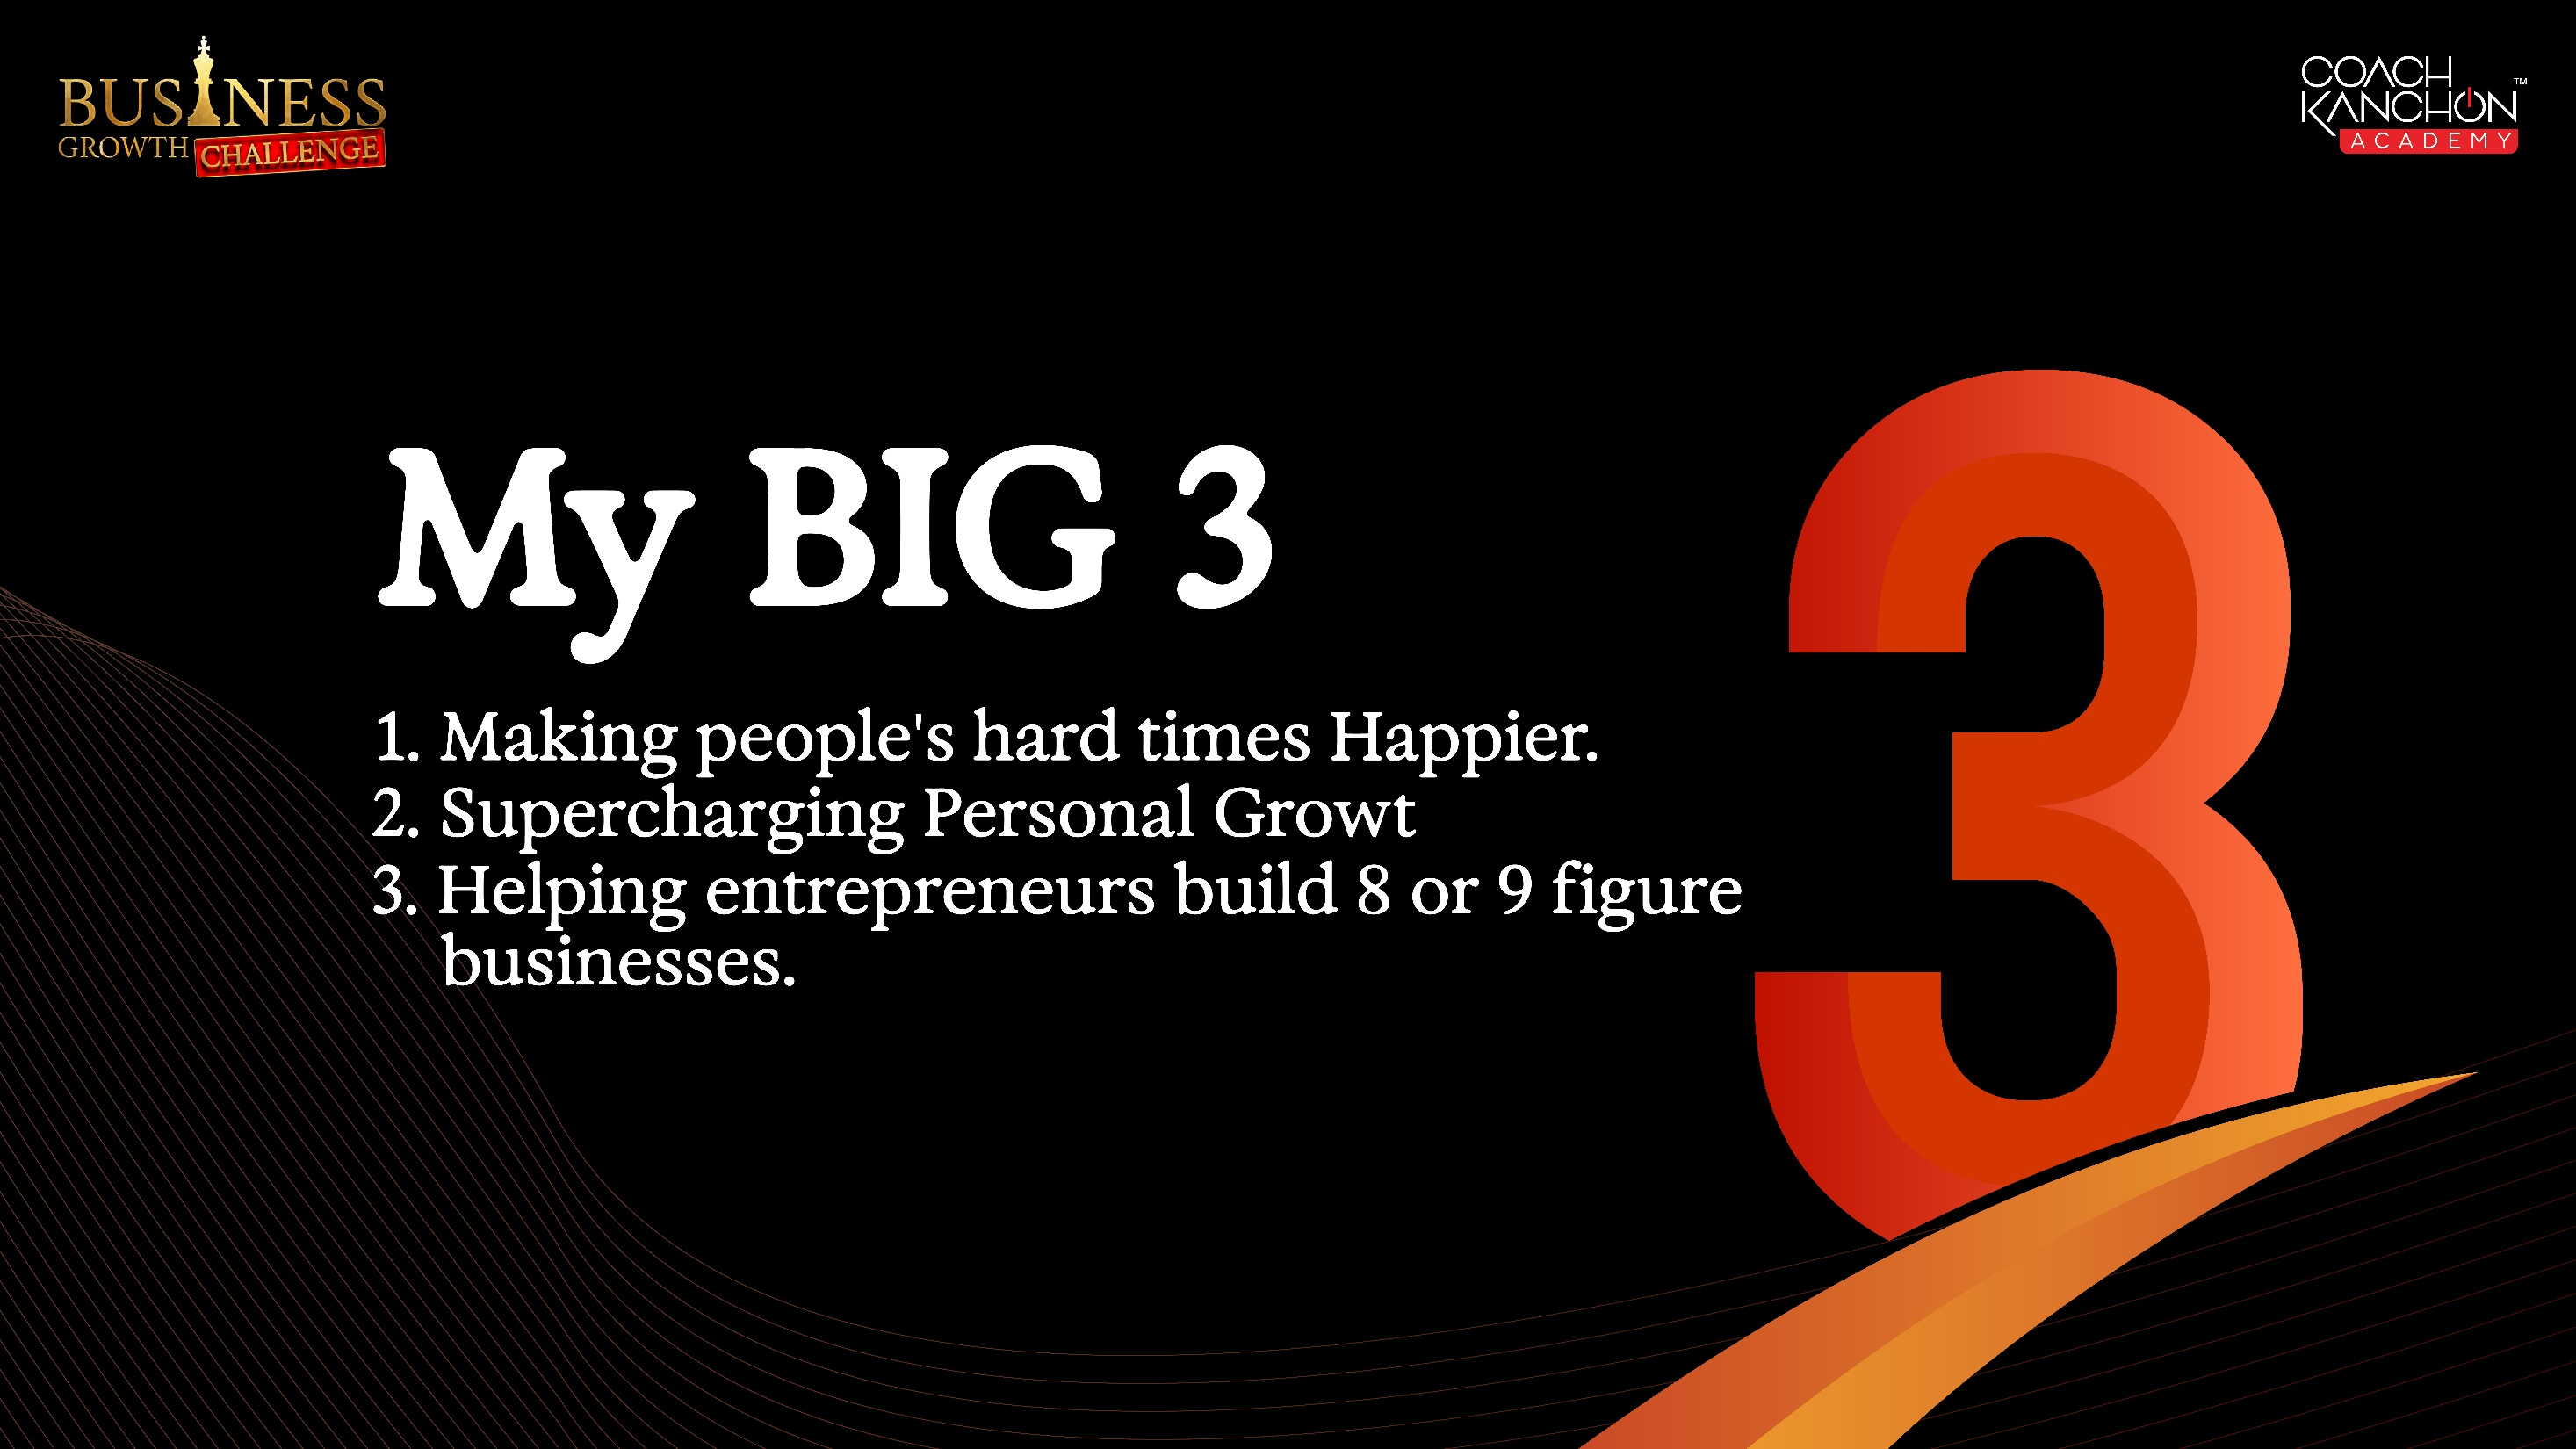 BUSINESS
GROWTH CHALLENGE
COACH
KANCHON™
ACADEMY
My BIG 3
1. Making people's hard times Happier.
2. Supercharging Personal Growt
3. Helping entrepreneurs build 8 or 9 figure
businesses.
3